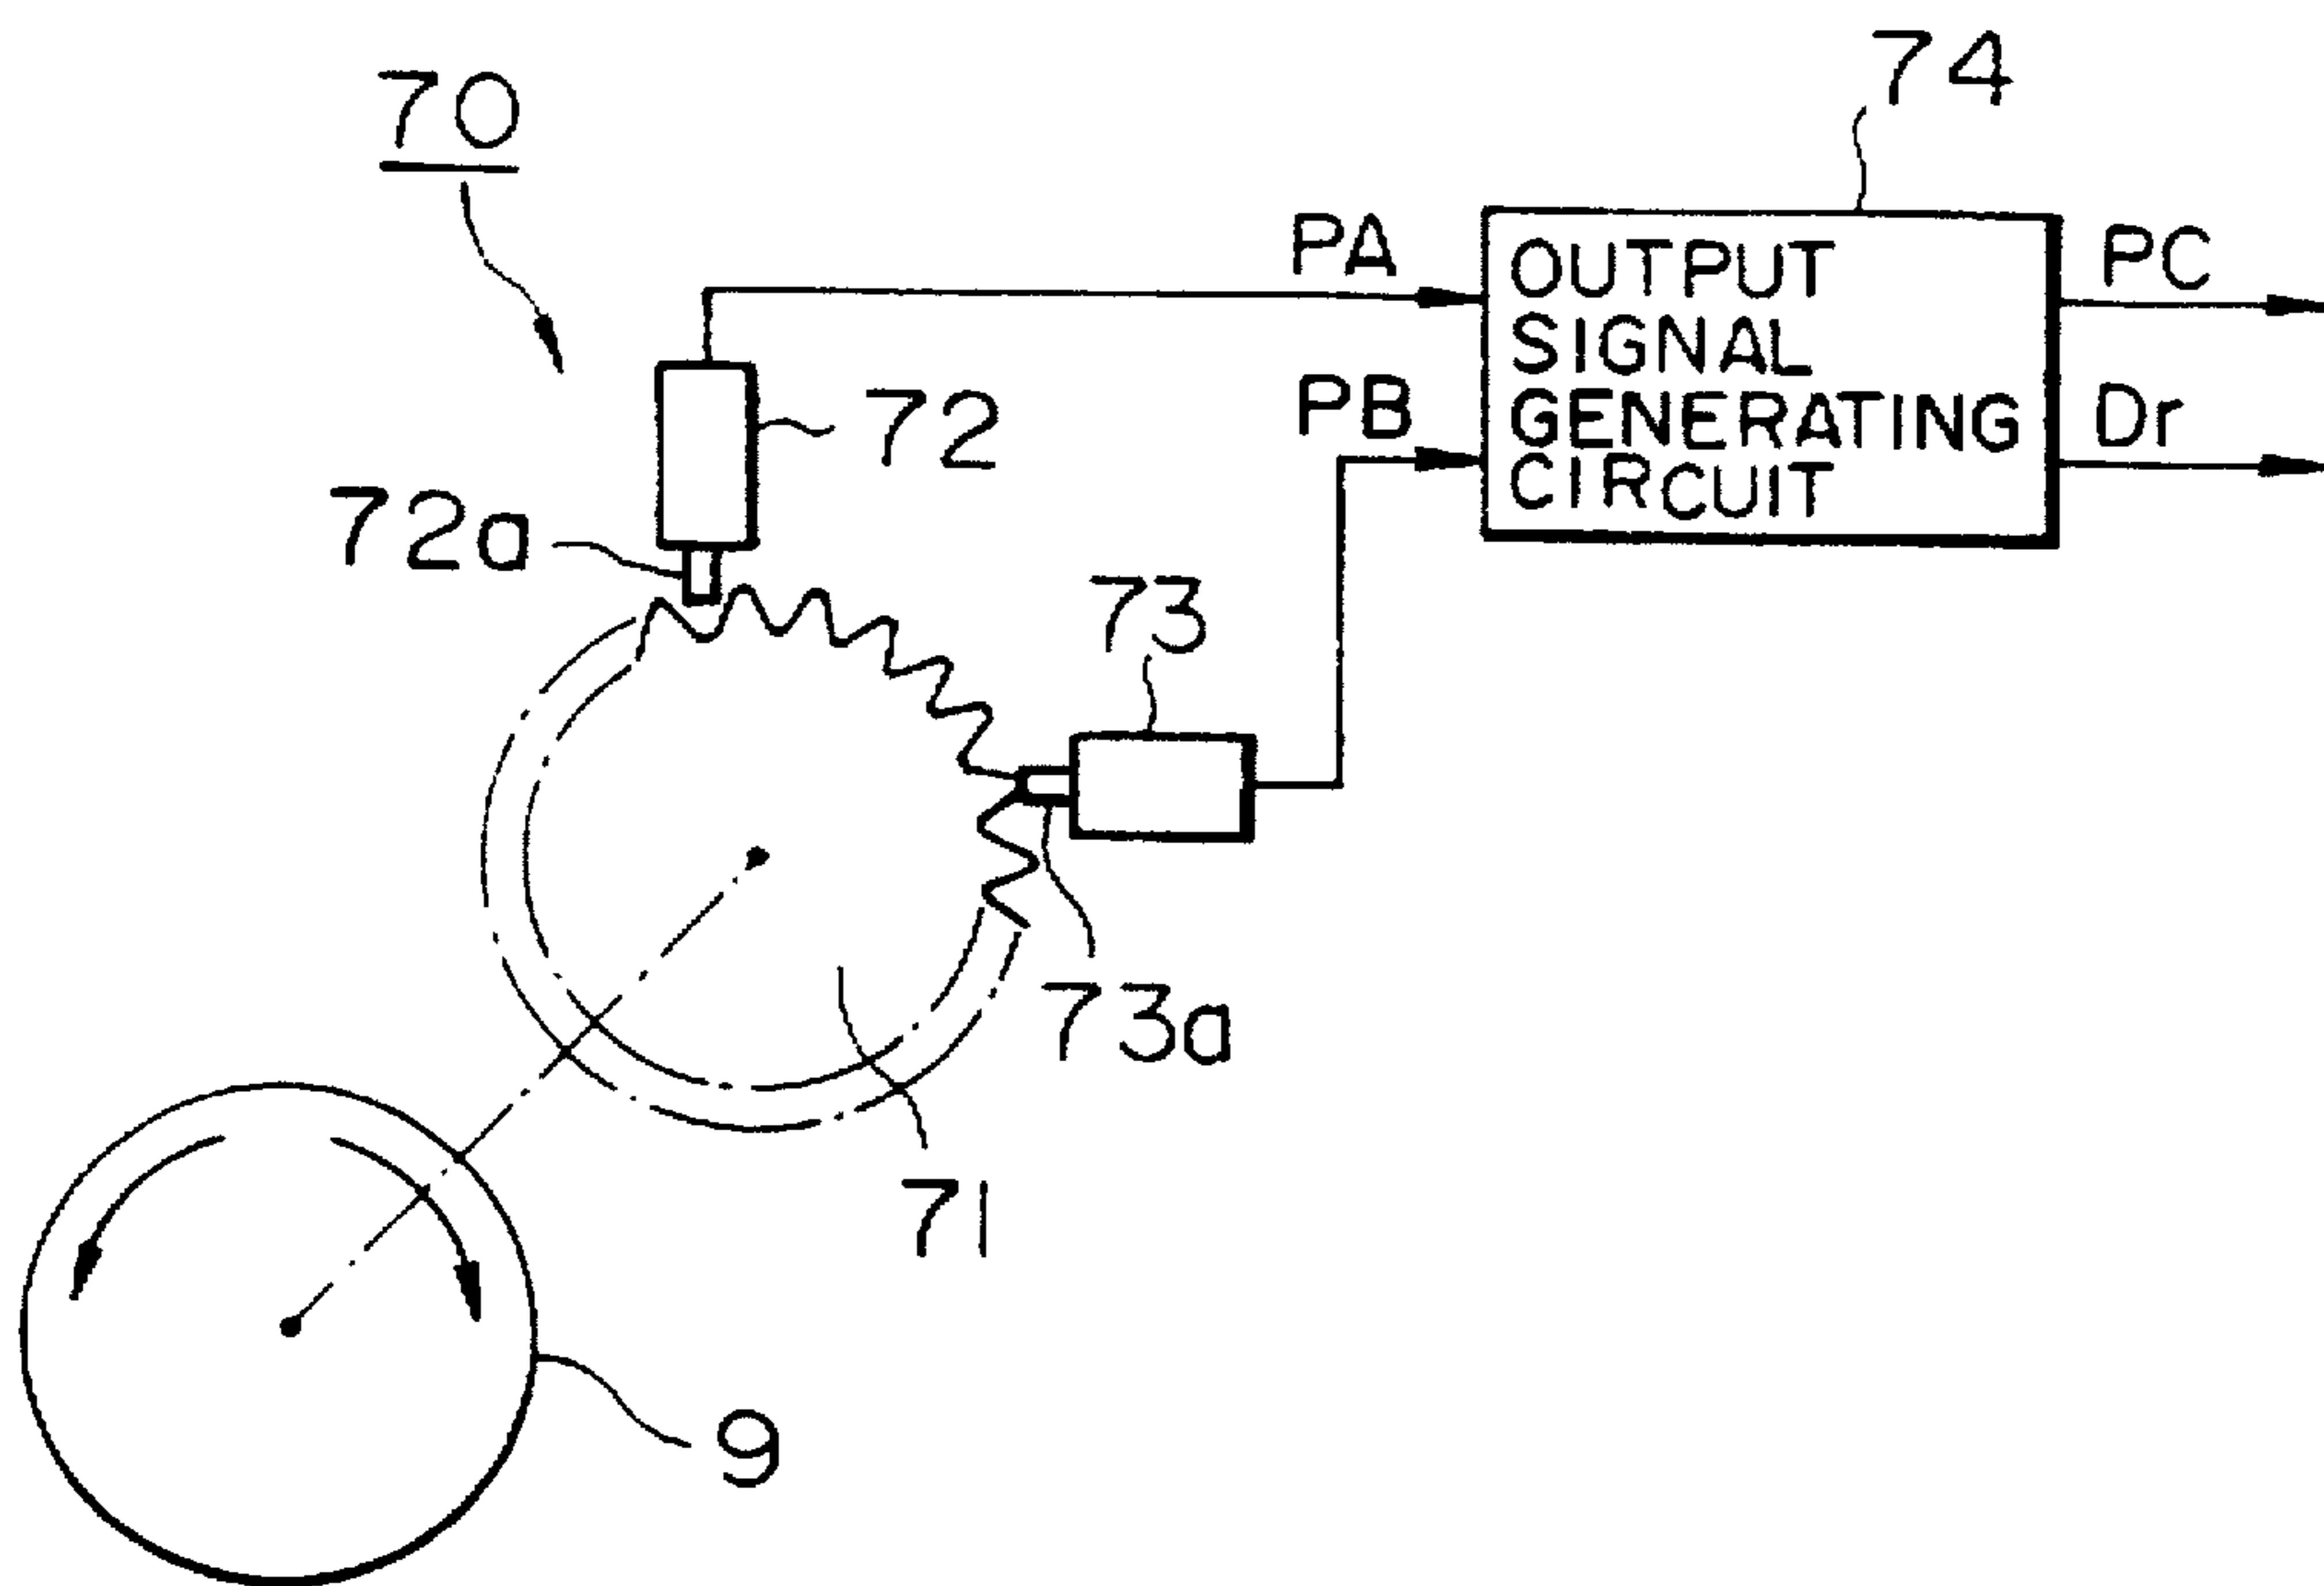 70
74
PA
PC
OUTPUT
SIGNAL
GENERATING
CIRCUIT
PB
Dr
72
72a
73
73a
71
9